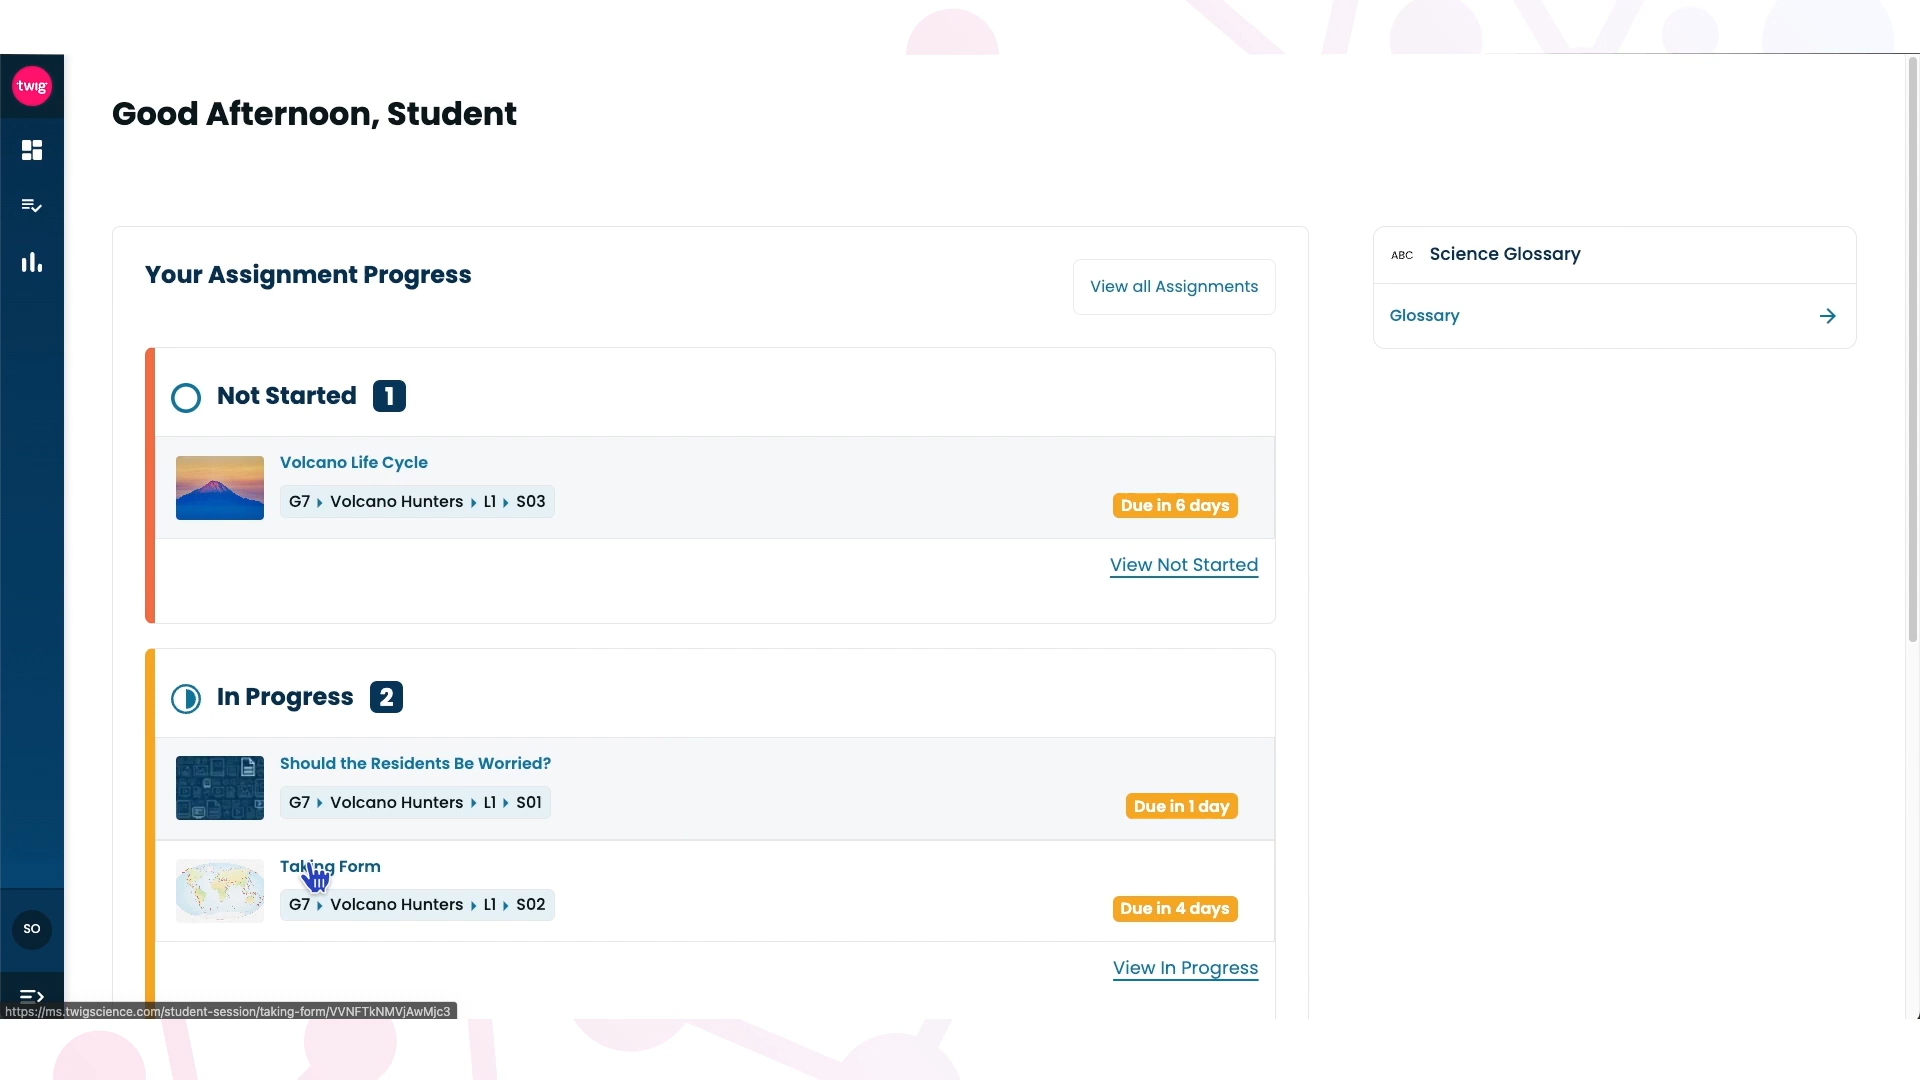 twig
Good Afternoon, Student
Your Assignment Progress
View all Assignments
Not Started 1
Volcano Life Cycle
G7 Volcano Hunters L1 S03
Due in 6 days
View Not Started
In Progress 2
Should the Residents Be Worried?
G7 Volcano Hunters L1 S01
Due in 1 day
Taking Form
G7 Volcano Hunters L1 S02
Due in 4 days
View In Progress
ABC Science Glossary
Glossary
SO
https://ms.twigscience.com/student-session/taking-form/VVNFTkNMVjAwMjc3